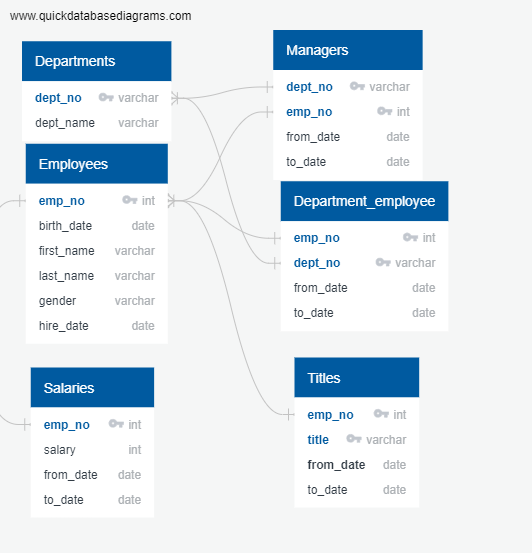 www.quickdatabasediagrams.com
Departments
dept_no varchar
dept_name varchar
Employees
emp_no int
birth_date date
first_name varchar
last_name varchar
gender varchar
hire_date date
Salaries
emp_no int
salary int
from_date date
to_date date
Managers
dept_no varchar
emp_no int
from_date date
to_date date
Department_employee
emp_no int
dept_no varchar
from_date date
to_date date
Titles
emp_no int
title varchar
from_date date
to_date date